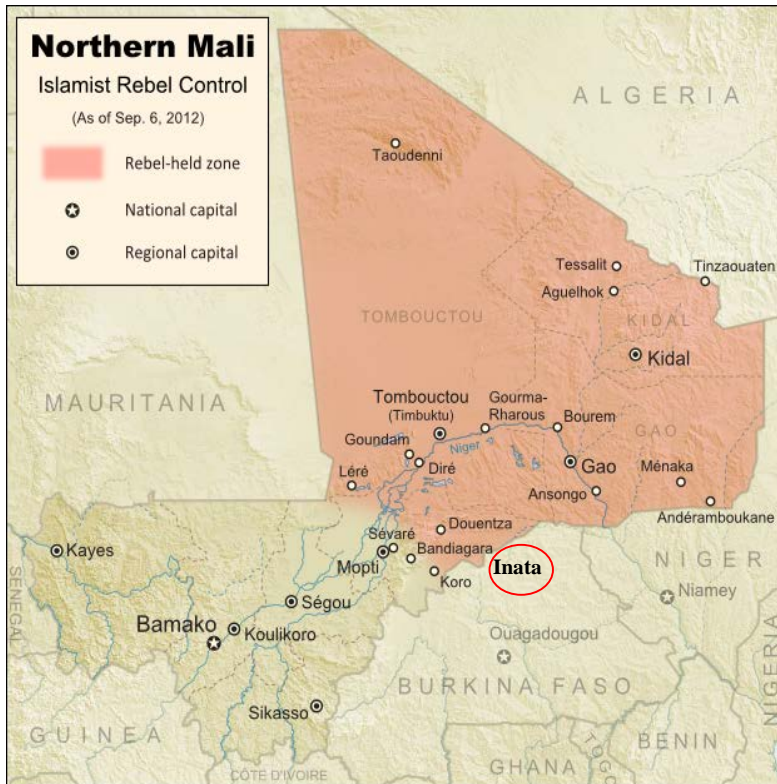 Northern Mali
Islamist Rebel Control
(As of Sep. 6, 2012)
Rebel-held zone
National capital
Regional capital
ALGERIA
Taoudenni
Tessalit
Tinzaouaten
Aguelhok
TOMBOUCTOU
KIDAL
Kidal
MAURITANIA
Tombouctou
(Timbuktu)
Gourma-
Rharous
Bourem
Goundam
Niger
GAO
Léré
Diré
Gao
Ménaka
Ansongo
Andéramboukane
Douentza
Sévaré
Kayes
Mopti
Bandiagara
Inata
Koro
NIGER
SENEGAL
Niamey
Ségou
Bamako
Koulikoro
Ouagadougou
BURKINA FASO
Sikasso
GUINEA
NIGERIA
BENIN
TOGO
GHANA
CÔTE D'IVOIRE